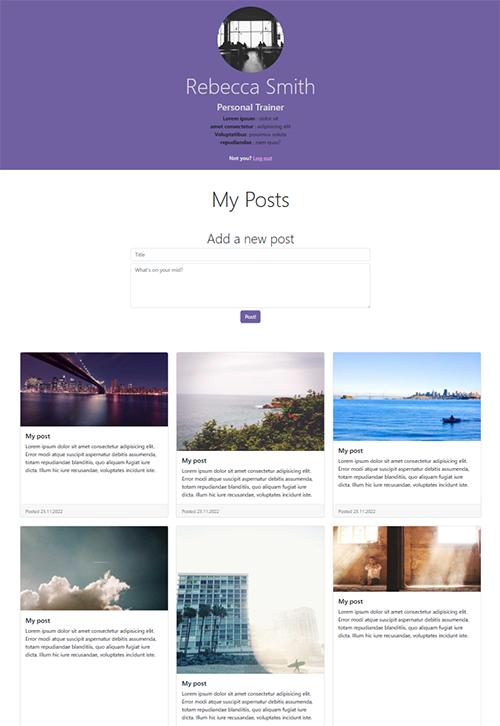 Rebecca Smith
Personal Trainer
Lorem ipsum : dolor sit
amet consectetur : adipisicing elit
Voluptatibus: possimus soluta
repudiandae : nam quas?
Not you? Log out
My Posts
Add a new post
Title
What's on your mid?
Post!
My post
Lorem ipsum dolor sit amet consectetur adipisicing elit.
Error modi atque suscipit aspernatur debitis assumenda,
totam repudiandae blanditiis, quo aliquam fugiat iure
dicta. Illum hic iure recusandae, voluptates incidunt iste.
Posted 23.11.2022
My post
Lorem ipsum dolor sit amet consectetur adipisicing elit.
Error modi atque suscipit aspernatur debitis assumenda,
totam repudiandae blanditiis, quo aliquam fugiat iure
dicta. Illum hic iure recusandae, voluptates incidunt iste.
Posted 23.11.2022
My post
Lorem ipsum dolor sit amet consectetur adipisicing elit.
Error modi atque suscipit aspernatur debitis assumenda,
totam repudiandae blanditiis, quo aliquam fugiat iure
dicta. Illum hic iure recusandae, voluptates incidunt iste.
Posted 23.11.2022
My post
Lorem ipsum dolor sit amet consectetur adipisicing elit.
Error modi atque suscipit aspernatur debitis assumenda,
totam repudiandae blanditiis, quo aliquam fugiat iure
dicta. Illum hic iure recusandae, voluptates incidunt iste.
My post
Lorem ipsum dolor sit amet consectetur adipisicing elit.
Error modi atque suscipit aspernatur debitis assumenda,
totam repudiandae blanditiis, quo aliquam fugiat iure
dicta. Illum hic iure recusandae, voluptates incidunt iste.
My post
Lorem ipsum dolor sit amet consectetur adipisicing elit.
Error modi atque suscipit aspernatur debitis assumenda,
totam repudiandae blanditiis, quo aliquam fugiat iure
dicta. Illum hic iure recusandae, voluptates incidunt iste.